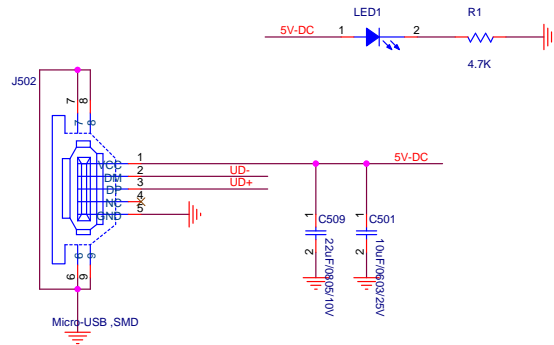 LED1
R1
5V-DC
1
2
4.7K
J502
7
8
7
8
VCC
1
5V-DC
DM
2
UD-
DP
3
UD+
NC
4
GND
5
1
C509
1
C501
2
22uF/0805/10V
2
10uF/0603/25V
6
9
6
9
Micro-USB ,SMD